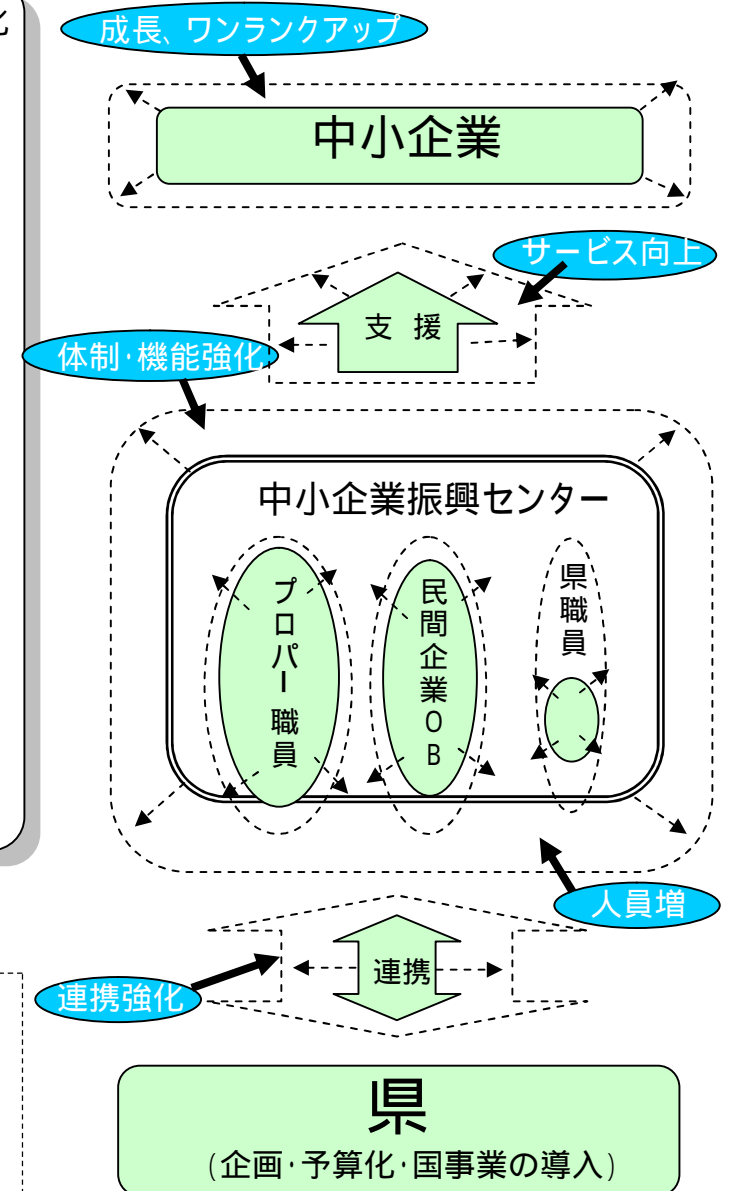 化
成長、ワンランクアップ
中小企業
サービス向上
支 援
体制・機能強化
中小企業振興センター
プロパー職員
民間企業OB
県職員
人員増
連携
連携強化
県
(企画・予算化・国事業の導入)